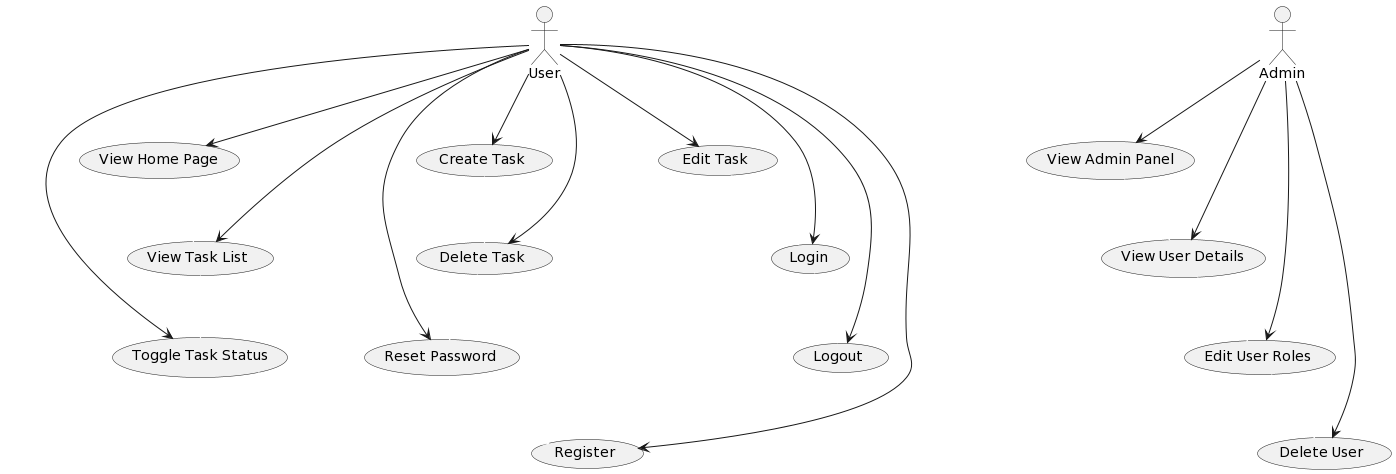 User
Admin
View Home Page
Create Task
Edit Task
View Admin Panel
View Task List
Delete Task
Login
View User Details
Toggle Task Status
Reset Password
Logout
Edit User Roles
Register
Delete User